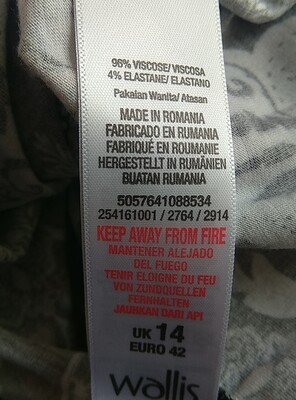 96% VISCOSE/ VISCOSA
4% ELASTANE/ ELASTANO
Pakaian Wanita/ Atasan
MADE IN ROMANIA
FABRICADO EN RUMANIA
FABRIQUÉ EN ROUMANIE
HERGESTELLT IN RUMÄNIEN
BUATAN RUMANIA
5057641088534
254161001 / 2764 / 2914
KEEP AWAY FROM FIRE
MANTENER ALEJADO
DEL FUEGO
TENIR ELOIGNE DU FEU
VON ZUNDQUELLEN
FERNHALTEN
JAUHKAN DARI API
UK 14
EURO 42
wallis